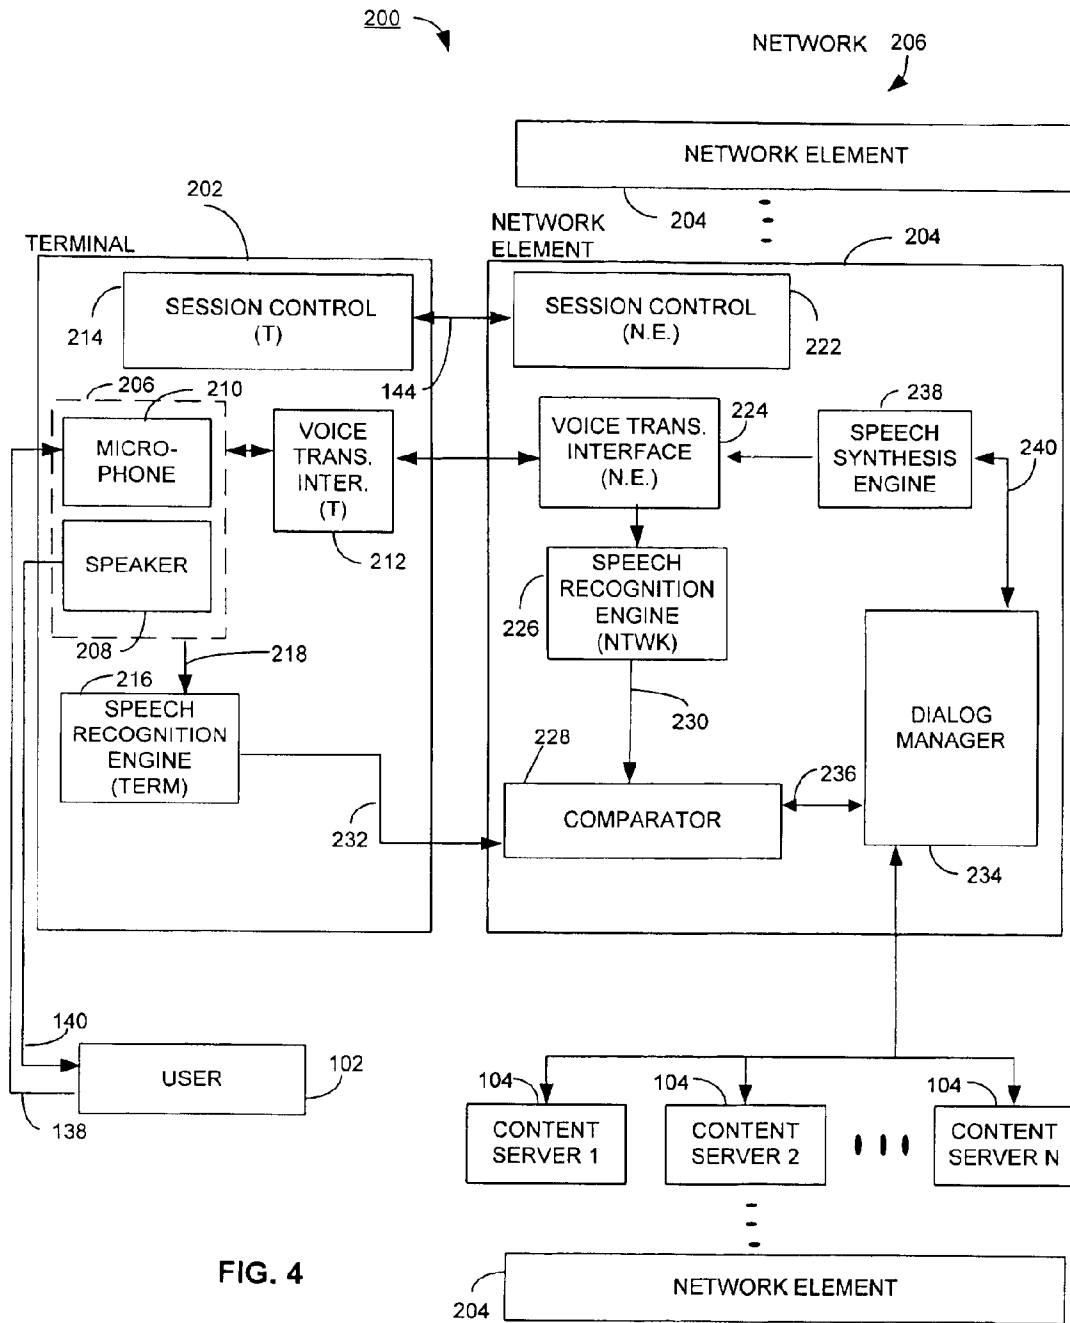 200
NETWORK 206
NETWORK ELEMENT
204
202
TERMINAL
NETWORK
ELEMENT
204
214
SESSION CONTROL
(T)
144
SESSION CONTROL
(N.E.)
222
206
210
MICRO-
PHONE
SPEAKER
208
VOICE
TRANS.
INTER.
(T)
212
VOICE TRANS.
INTERFACE
(N.E.)
224
238
SPEECH
SYNTHESIS
ENGINE
240
226
SPEECH
RECOGNITION
ENGINE
(NTWK)
218
216
SPEECH
RECOGNITION
ENGINE
(TERM)
230
232
228
COMPARATOR
236
DIALOG
MANAGER
234
140
USER
102
138
104
CONTENT
SERVER 1
104
CONTENT
SERVER 2
104
CONTENT
SERVER N
204
NETWORK ELEMENT
FIG. 4